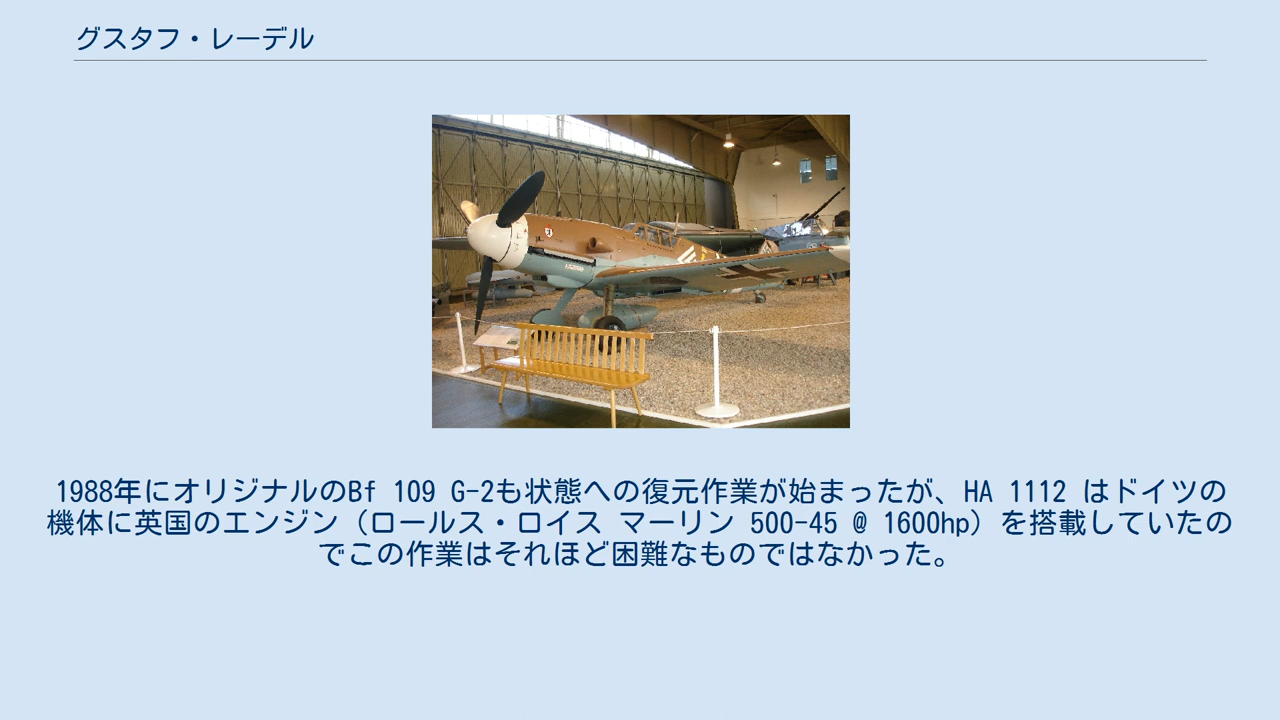 グスタフ・レーデル
1988年にオリジナルのBf 109 G-2も状態への復元作業が始まったが、HA 1112 はドイツの
機体に英国のエンジン（ロールス・ロイス マーリン 500-45 @ 1600hp）を搭載していたの
でこの作業はそれほど困難なものではなかった。